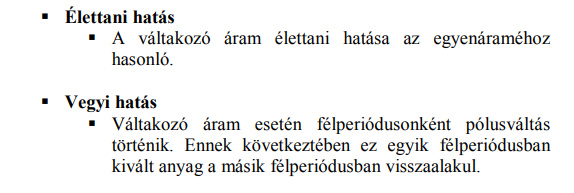 ▪ Élettani hatás
▪ A váltakozó áram élettani hatása az egyenáraméhoz
hasonló.
▪ Vegyi hatás
▪ Váltakozó áram esetén félperiódusonként pólusváltás
történik. Ennek következtében ez egyik félperiódusban
kivált anyag a másik félperiódusban visszaalakul.